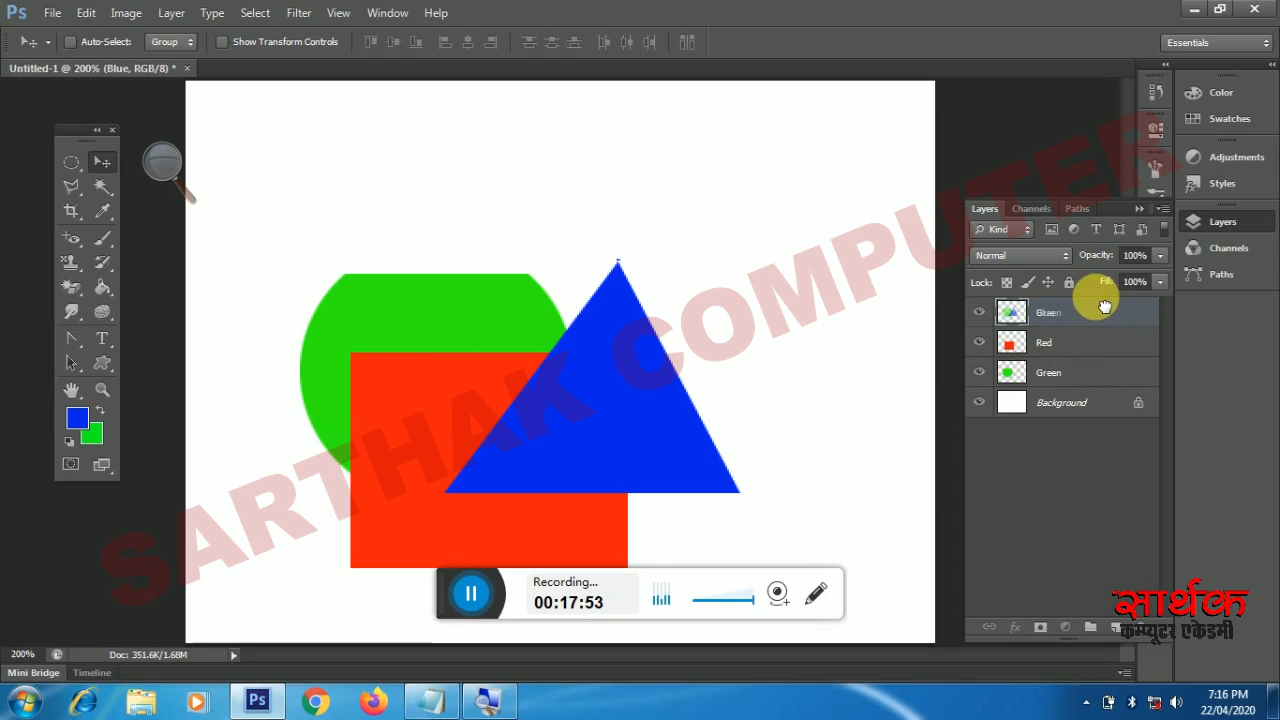 Ps File Edit Image Layer Type Select Filter View Window Help
Auto-Select: Group Show Transform Controls Essentials
Untitled-1 @ 200% (Blue, RGB/8) * ×
Color
Swatches
Adjustments
Styles
Layers
Channels
Paths
Layers Channels Paths
Kind
Normal Opacity: 100%
Lock: Fill: 100%
Red
Green
Background
SARTHAK COMPUTER
Recording...
00:17:53
सार्थक
कम्प्यूटर एकेडमी
200% Doc: 351.6K/1.68M
Mini Bridge Timeline
Ps
7:16 PM
22/04/2020